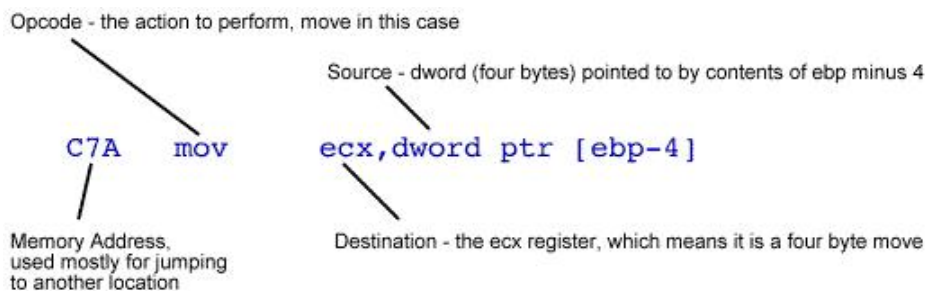 Opcode - the action to perform, move in this case
Source - dword (four bytes) pointed to by contents of ebp minus 4
C7A mov ecx,dword ptr [ebp-4]
Memory Address,
used mostly for jumping
to another location
Destination - the ecx register, which means it is a four byte move